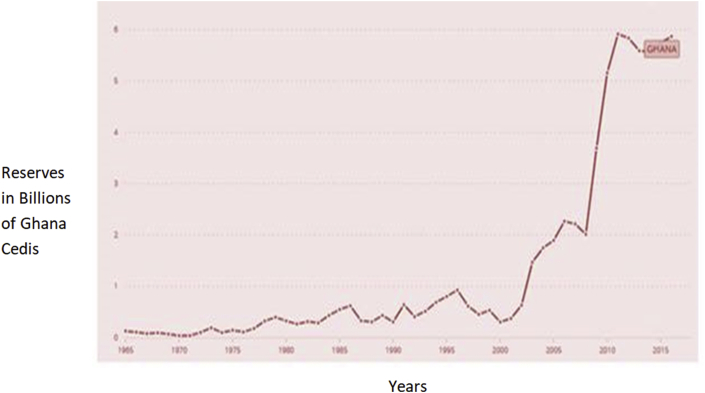 6
5
4
3
2
1
0
GHANA
Reserves
in Billions
of Ghana
Cedis
1965 1970 1975 1980 1985 1990 1995 2000 2005 2010 2015
Years